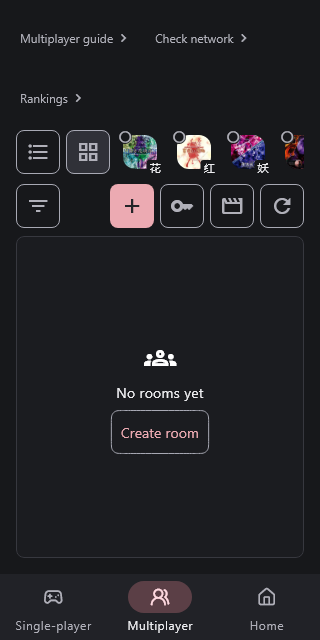 Multiplayer guide
Check network
Rankings
花
红
妖
No rooms yet
Create room
Single-player
Multiplayer
Home